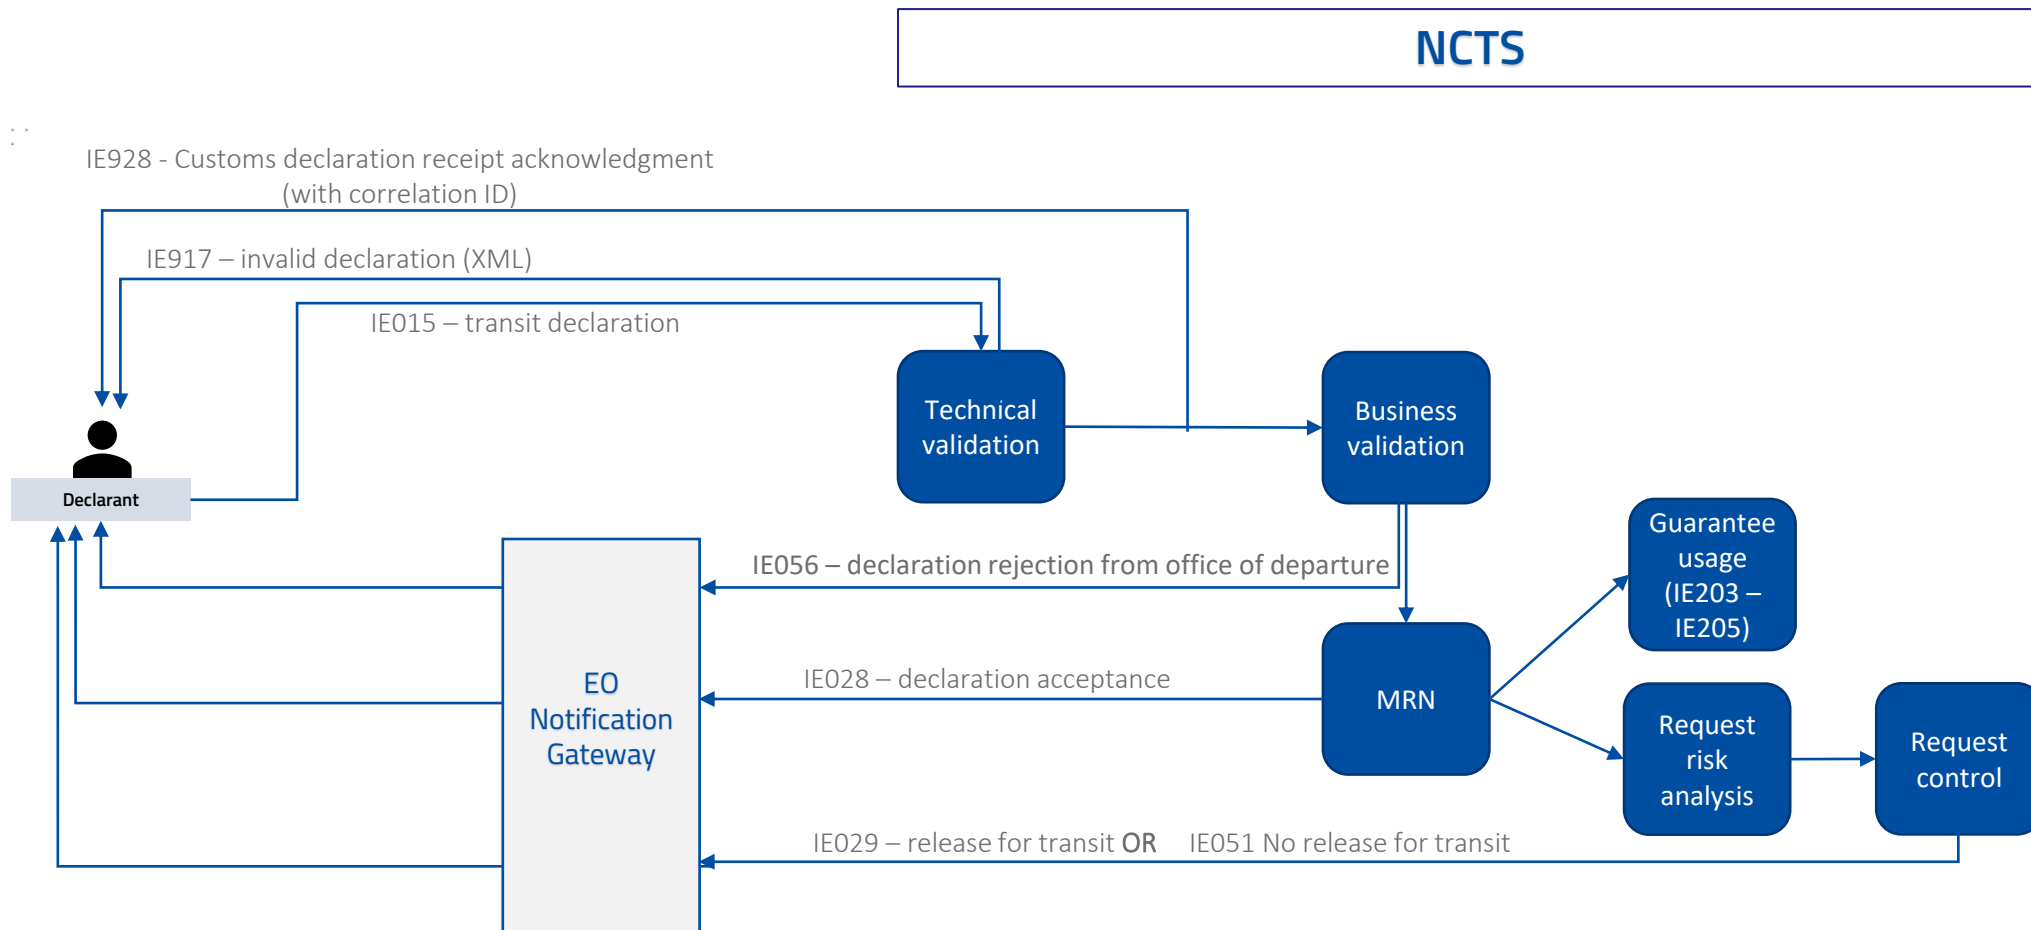 NCTS
IE928 - Customs declaration receipt acknowledgment
(with correlation ID)
IE917 – invalid declaration (XML)
IE015 – transit declaration
Technical
validation
Business
validation
Declarant
Guarantee
usage
(IE203 –
IE205)
IE056 – declaration rejection from office of departure
EO
Notification
Gateway
IE028 – declaration acceptance
MRN
Request
risk
analysis
Request
control
IE029 – release for transit OR IE051 No release for transit